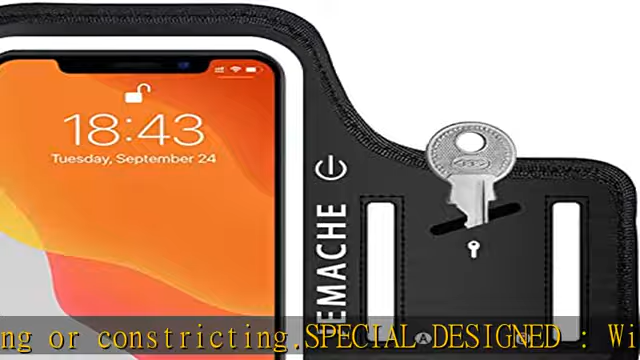 18:43
Tuesday, September 24
EMACHE
A
ng or constricting.SPECIAL DESIGNED : Wi